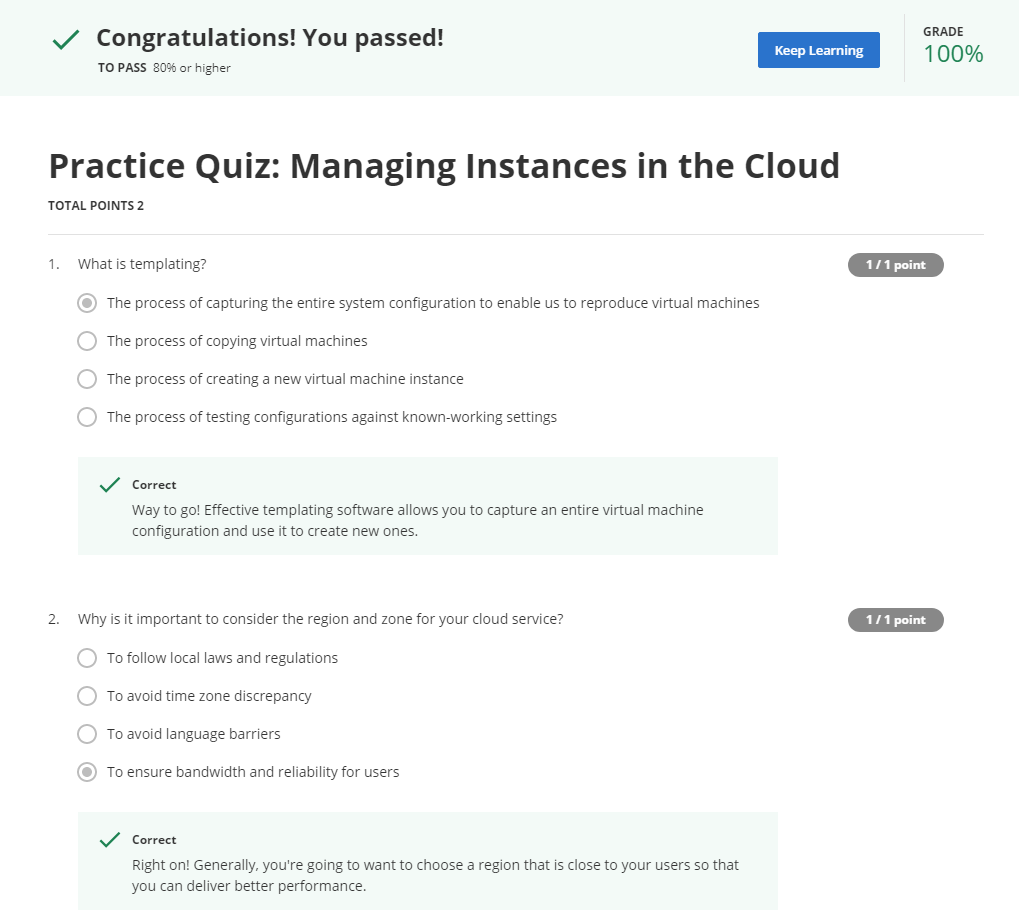 Congratulations! You passed!
TO PASS 80% or higher
Keep Learning
GRADE
100%
Practice Quiz: Managing Instances in the Cloud
TOTAL POINTS 2
1. What is templating?
1 / 1 point
The process of capturing the entire system configuration to enable us to reproduce virtual machines
The process of copying virtual machines
The process of creating a new virtual machine instance
The process of testing configurations against known-working settings
Correct
Way to go! Effective templating software allows you to capture an entire virtual machine
configuration and use it to create new ones.
2. Why is it important to consider the region and zone for your cloud service?
1 / 1 point
To follow local laws and regulations
To avoid time zone discrepancy
To avoid language barriers
To ensure bandwidth and reliability for users
Correct
Right on! Generally, you're going to want to choose a region that is close to your users so that
you can deliver better performance.